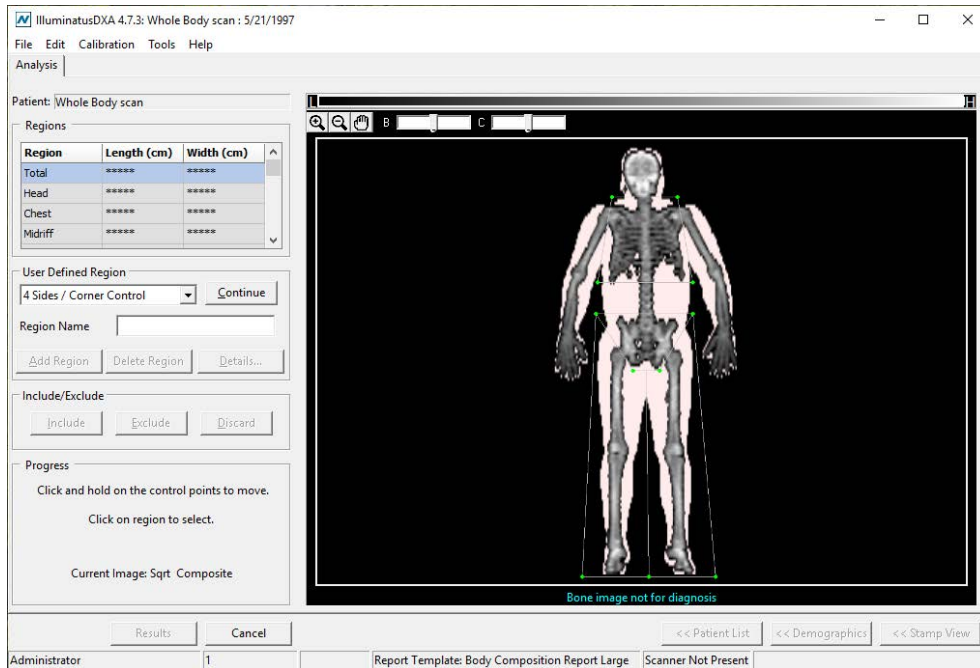 IlluminatusDXA 4.7.3: Whole Body scan : 5/21/1997
File Edit Calibration Tools Help
Analysis
Patient: Whole Body scan
Regions
Region Length (cm) Width (cm)
Total ***** *****
Head ***** *****
Chest ***** *****
Midriff ***** *****
User Defined Region
4 Sides / Corner Control Continue
Region Name
Add Region Delete Region Details...
Include/Exclude
Include Exclude Discard
Progress
Click and hold on the control points to move.
Click on region to select.
Current Image: Sqrt Composite
L H
B C
Bone image not for diagnosis
Results Cancel << Patient List << Demographics << Stamp View
Administrator 1 Report Template: Body Composition Report Large Scanner Not Present